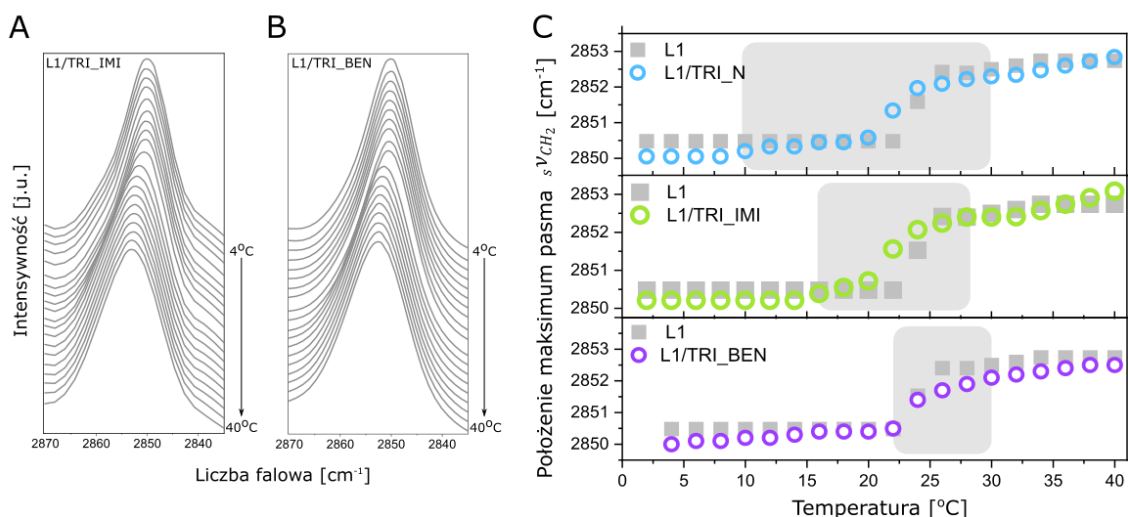 A
L1/TRI_IMI
4°C
40°C
2870 2860 2850 2840
Intensywność [j.u.]
B
L1/TRI_BEN
4°C
40°C
2870 2860 2850 2840
Liczba falowa [cm⁻¹]
C
2853
2852
2851
2850
L1
L1/TRI_N
2853
2852
2851
2850
L1
L1/TRI_IMI
2853
2852
2851
2850
L1
L1/TRI_BEN
0 5 10 15 20 25 30 35 40
Położenie maksimum pasma ₛν_CH₂ [cm⁻¹]
Temperatura [°C]